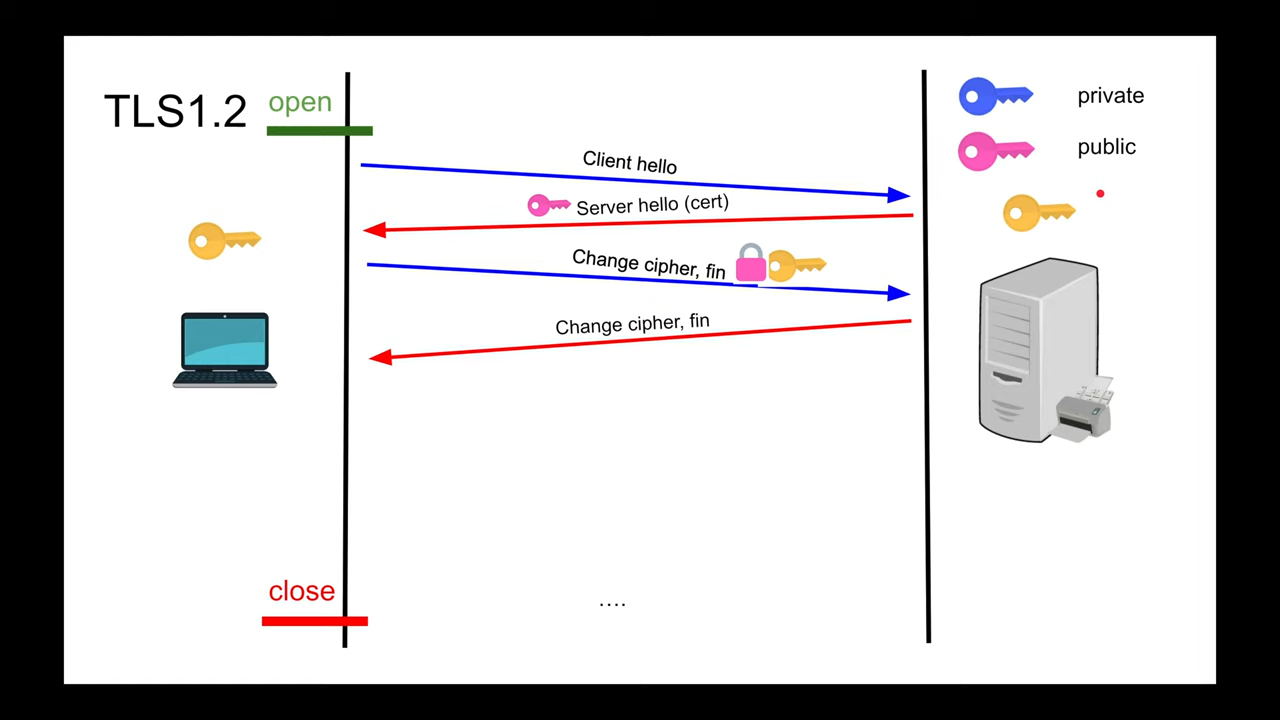 TLS1.2
open
private
public
Client hello
Server hello (cert)
Change cipher, fin
Change cipher, fin
close
....